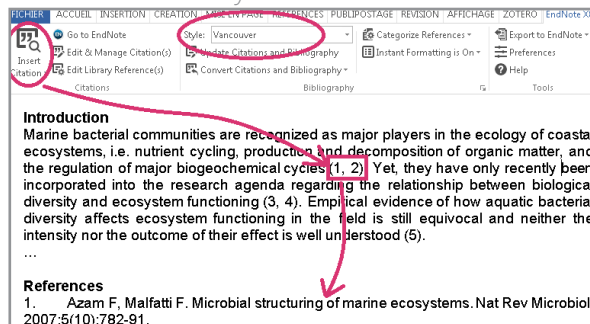 FICHIER ACCUEIL INSERTION CREATION MISE EN PAGE REFERENCES PUBLIPOSTAGE REVISION AFFICHAGE ZOTERO EndNote X
Insert Citation
Go to EndNote
Edit & Manage Citation(s)
Edit Library Reference(s)
Citations
Style: Vancouver
Update Citations and Bibliography
Convert Citations and Bibliography
Bibliography
Categorize References
Instant Formatting is On
Export to EndNote
Preferences
Help
Tools
Introduction
Marine bacterial communities are recognized as major players in the ecology of coasta
ecosystems, i.e. nutrient cycling, production and decomposition of organic matter, and
the regulation of major biogeochemical cycles (1, 2). Yet, they have only recently been
incorporated into the research agenda regarding the relationship between biologica
diversity and ecosystem functioning (3, 4). Empirical evidence of how aquatic bacteria
diversity affects ecosystem functioning in the field is still equivocal and neither the
intensity nor the outcome of their effect is well understood (5).
...
References
1. Azam F, Malfatti F. Microbial structuring of marine ecosystems. Nat Rev Microbiol
2007;5(10):782-91.